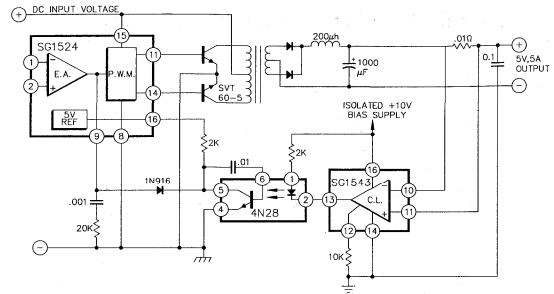 + DC INPUT VOLTAGE
SG1524
15
11
1
E.A.
P.W.M.
2
14
5V
REF
16
9
8
SVT
60-5
200µh
1000
µF
.01Ω
0.1
+
5V,5A
OUTPUT
−
ISOLATED +10V
BIAS SUPPLY
2K
.01
2K
6
1
16
SG1543
1N916
5
4
4N28
2
13
C.L.
10
11
12
14
.001
20K
10K
−